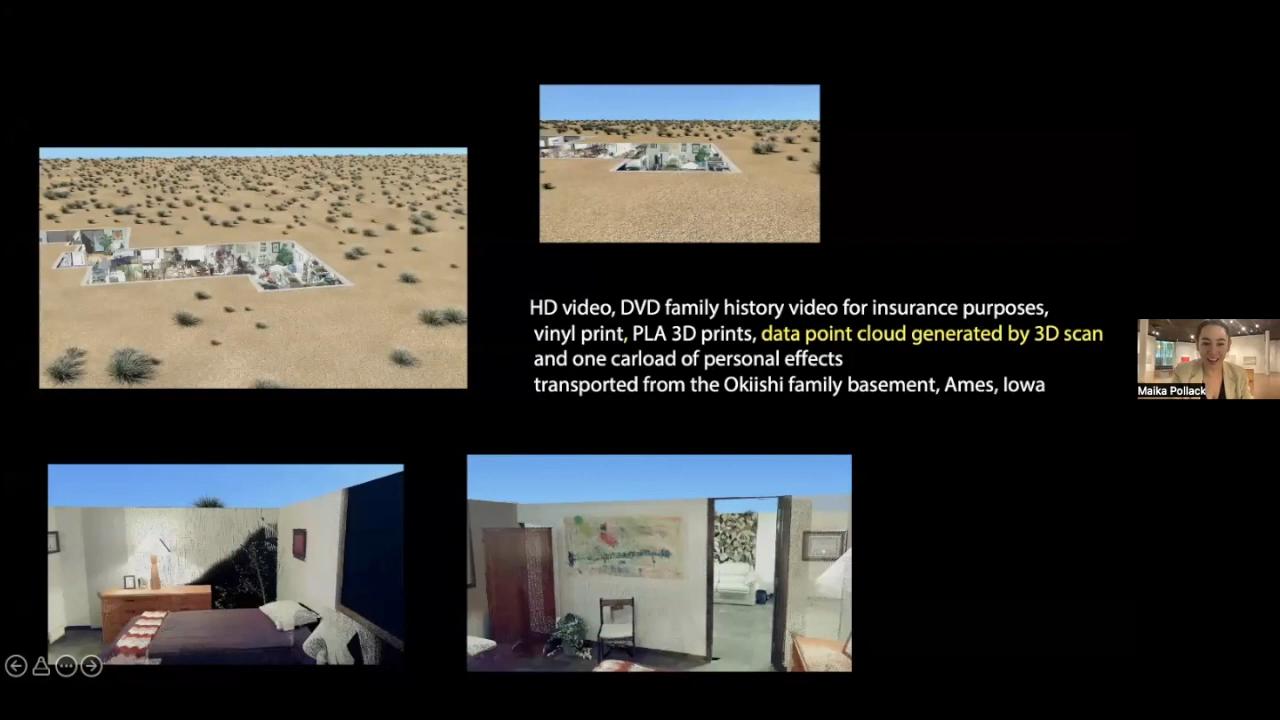 HD video, DVD family history video for insurance purposes,
vinyl print, PLA 3D prints, data point cloud generated by 3D scan
and one carload of personal effects
transported from the Okiishi family basement, Ames, Iowa
Maika Pollack